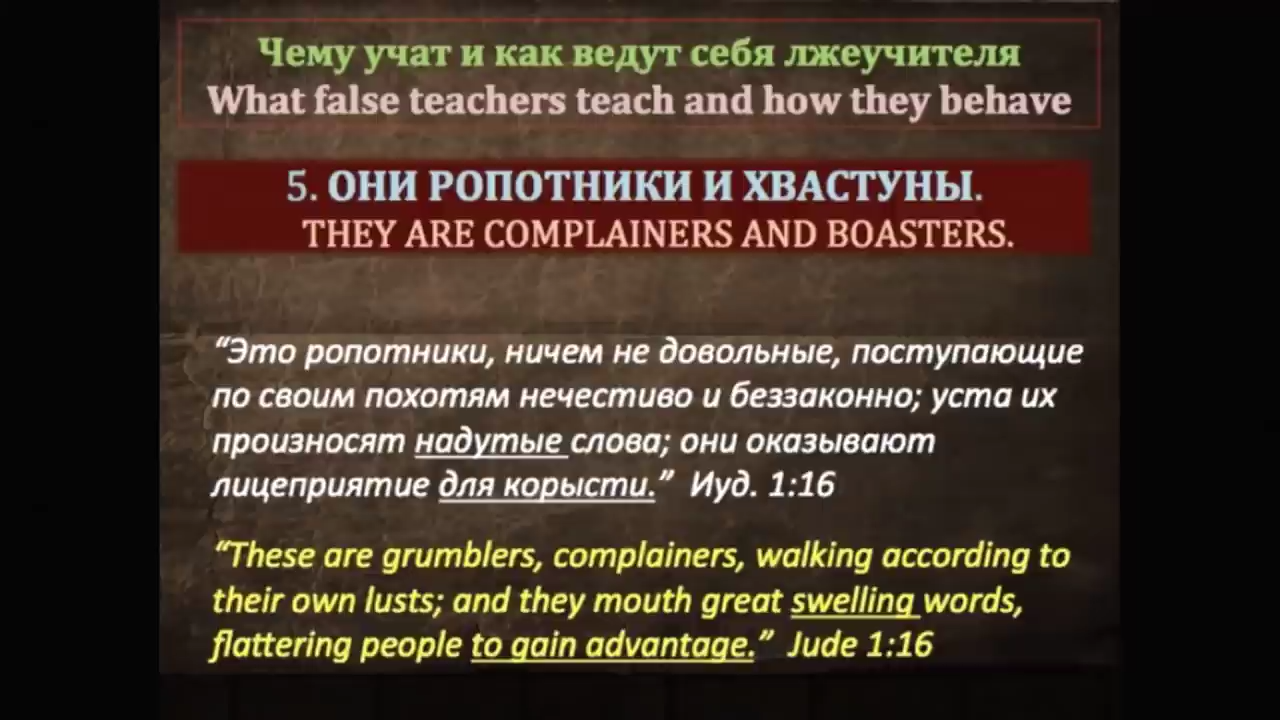 Чему учат и как ведут себя лжеучителя
What false teachers teach and how they behave
5. ОНИ РОПОТНИКИ И ХВАСТУНЫ.
THEY ARE COMPLAINERS AND BOASTERS.
“Это ропотники, ничем не довольные, поступающие
по своим похотям нечестиво и беззаконно; уста их
произносят надутые слова; они оказывают
лицеприятие для корысти.” Иуд. 1:16
“These are grumblers, complainers, walking according to
their own lusts; and they mouth great swelling words,
flattering people to gain advantage.” Jude 1:16